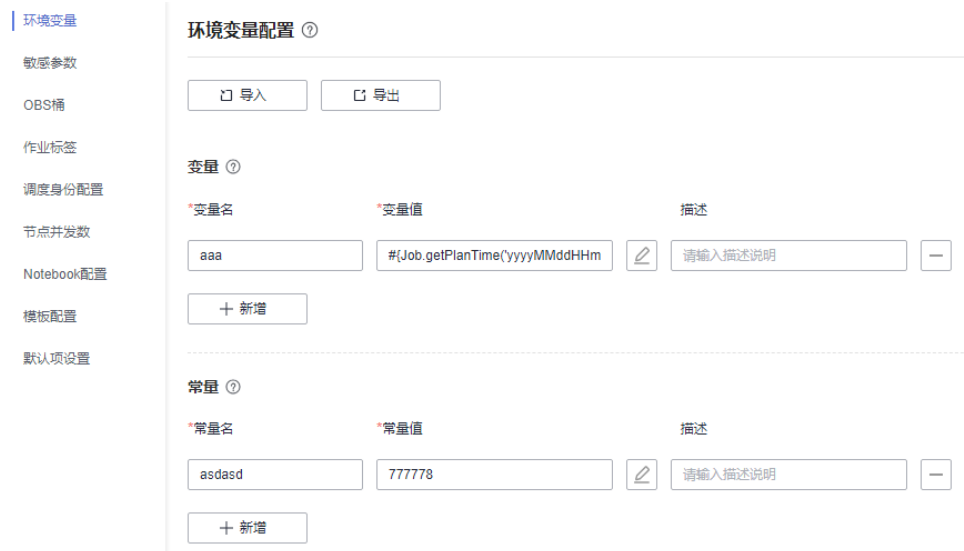 环境变量
敏感参数
OBS桶
作业标签
调度身份配置
节点并发数
Notebook配置
模板配置
默认项设置
环境变量配置 ?
导入 导出
变量 ?
*变量名 *变量值 描述
aaa #{Job.getPlanTime('yyyyMMddHHm 请输入描述说明
+ 新增
常量 ?
*常量名 *常量值 描述
asdasd 777778 请输入描述说明
+ 新增